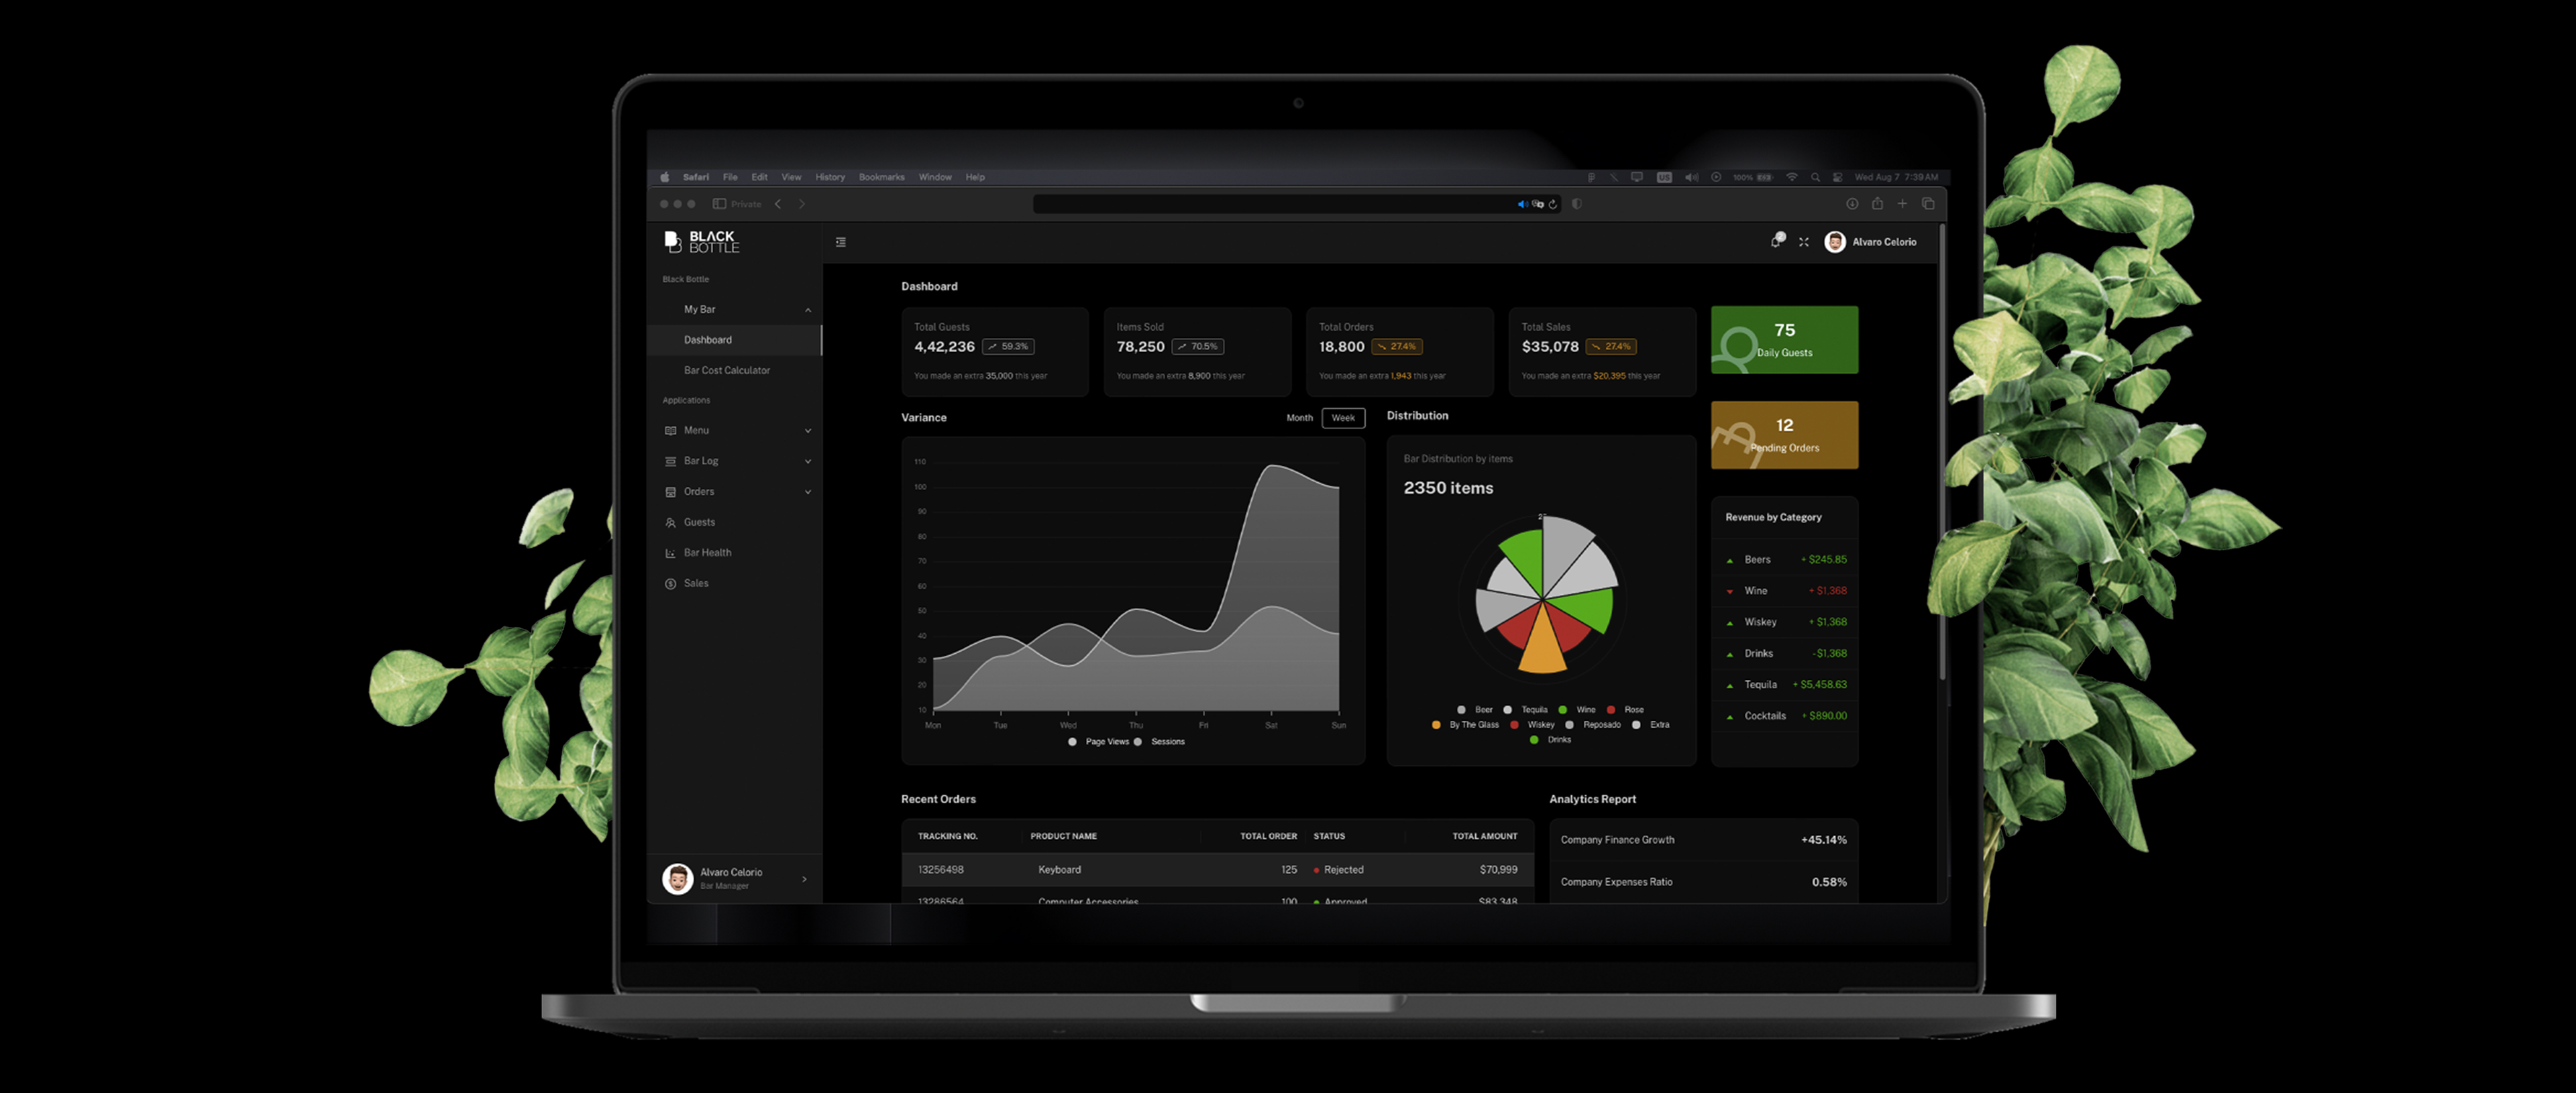 Safari File Edit View History Bookmarks Window Help
US 100% Wed Aug 7 7:39 AM
Private
BLACK
BOTTLE
Alvaro Celorio
Black Bottle
My Bar
Dashboard
Bar Cost Calculator
Applications
Menu
Bar Log
Orders
Guests
Bar Health
Sales
Alvaro Celorio
Bar Manager
Dashboard
Total Guests
4,42,236 59.3%
You made an extra 35,000 this year
Items Sold
78,250 70.5%
You made an extra 8,900 this year
Total Orders
18,800 27.4%
You made an extra 1,943 this year
Total Sales
$35,078 27.4%
You made an extra $20,395 this year
75
Daily Guests
12
Pending Orders
Variance
Month Week
110
100
90
80
70
60
50
40
30
20
10
Mon Tue Wed Thu Fri Sat Sun
Page Views Sessions
Distribution
Bar Distribution by items
2350 items
Beer Tequila Wine Rose
By The Glass Wiskey Reposado Extra
Drinks
Revenue by Category
Beers + $245.85
Wine + $1,368
Wiskey + $1,368
Drinks -$1,368
Tequila + $5,458.63
Cocktails + $890.00
Recent Orders
TRACKING NO. PRODUCT NAME TOTAL ORDER STATUS TOTAL AMOUNT
13256498 Keyboard 125 Rejected $70,999
13286564 Computer Accessories 100 Approved $83,348
Analytics Report
Company Finance Growth +45.14%
Company Expenses Ratio 0.58%